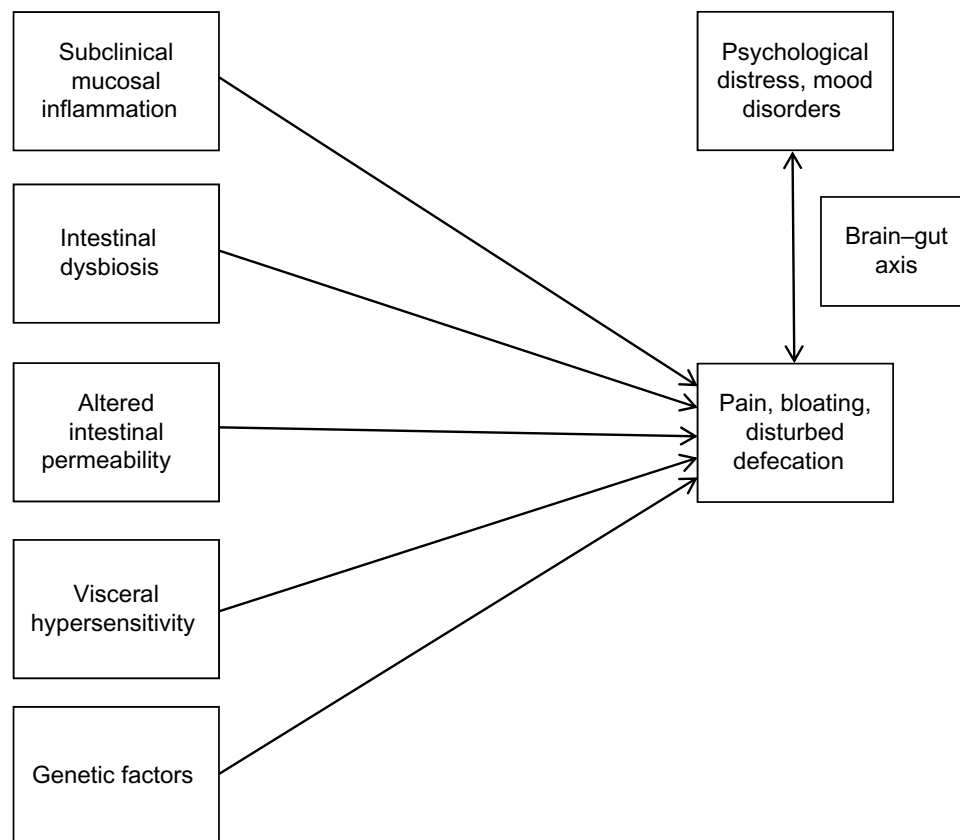 Subclinical
mucosal
inflammation
Psychological
distress, mood
disorders
Intestinal
dysbiosis
Brain–gut
axis
Altered
intestinal
permeability
Pain, bloating,
disturbed
defecation
Visceral
hypersensitivity
Genetic factors